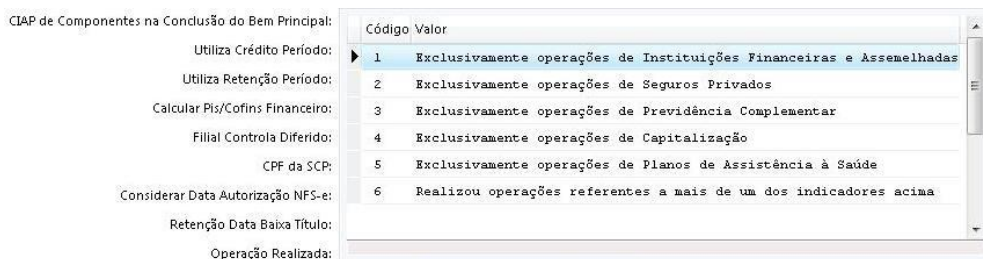 CIAP de Componentes na Conclusão do Bem Principal:
Utiliza Crédito Período:
Utiliza Retenção Período:
Calcular Pis/Cofins Financeiro:
Filial Controla Diferido:
CPF da SCP:
Considerar Data Autorização NFS-e:
Retenção Data Baixa Título:
Operação Realizada:
Código Valor
1 Exclusivamente operações de Instituições Financeiras e Assemelhadas
2 Exclusivamente operações de Seguros Privados
3 Exclusivamente operações de Previdência Complementar
4 Exclusivamente operações de Capitalização
5 Exclusivamente operações de Planos de Assistência à Saúde
6 Realizou operações referentes a mais de um dos indicadores acima